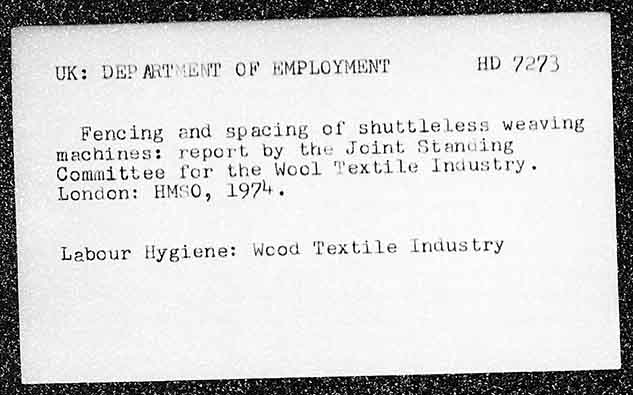 UK: DEPARTMENT OF EMPLOYMENT HD 7273
Fencing and spacing of shuttleless weaving
machines: report by the Joint Standing
Committee for the Wool Textile Industry.
London: HMSO, 1974.
Labour Hygiene: Wood Textile Industry